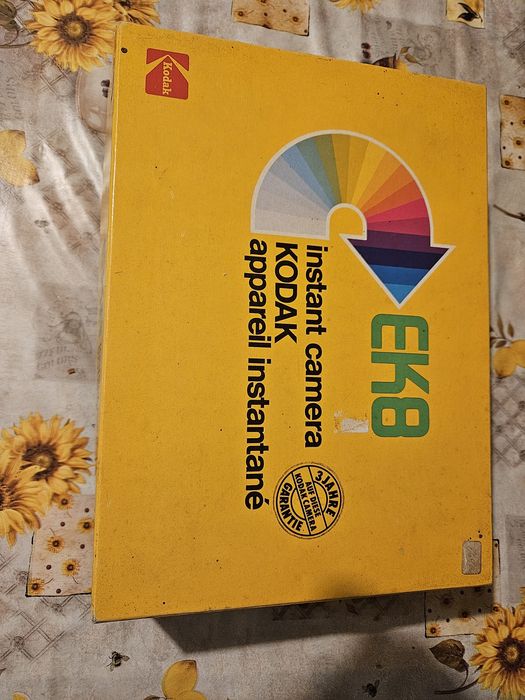 Kodak
EK8
instant camera
KODAK
appareil instantané
3 JAHRE
AUF DIESE
KODAK CAMERA
GARANTIE